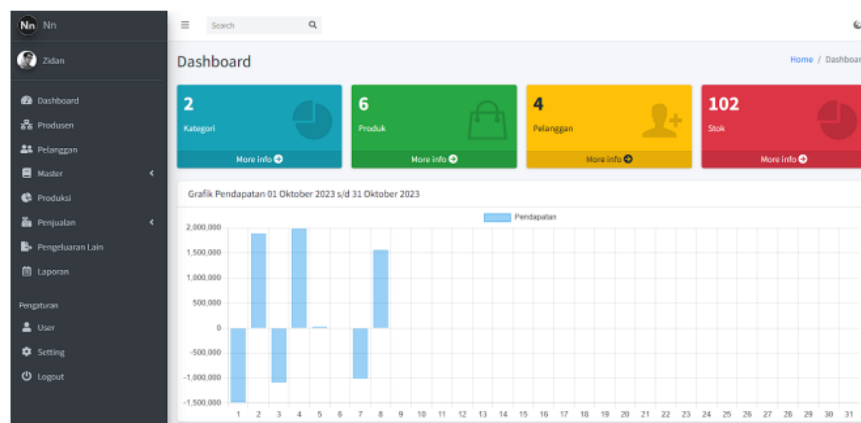 Nn Nn
Zidan
Dashboard
Produsen
Pelanggan
Master
Produksi
Penjualan
Pengeluaran Lain
Laporan
Pengaturan
User
Setting
Logout
Search
Dashboard
Home / Dashboar
2
Kategori
More info
6
Produk
More info
4
Pelanggan
More info
102
Stok
More info
Grafik Pendapatan 01 Oktober 2023 s/d 31 Oktober 2023
Pendapatan
2,000,000
1,500,000
1,000,000
500,000
0
-500,000
-1,000,000
-1,500,000
1 2 3 4 5 6 7 8 9 10 11 12 13 14 15 16 17 18 19 20 21 22 23 24 25 26 27 28 29 30 31